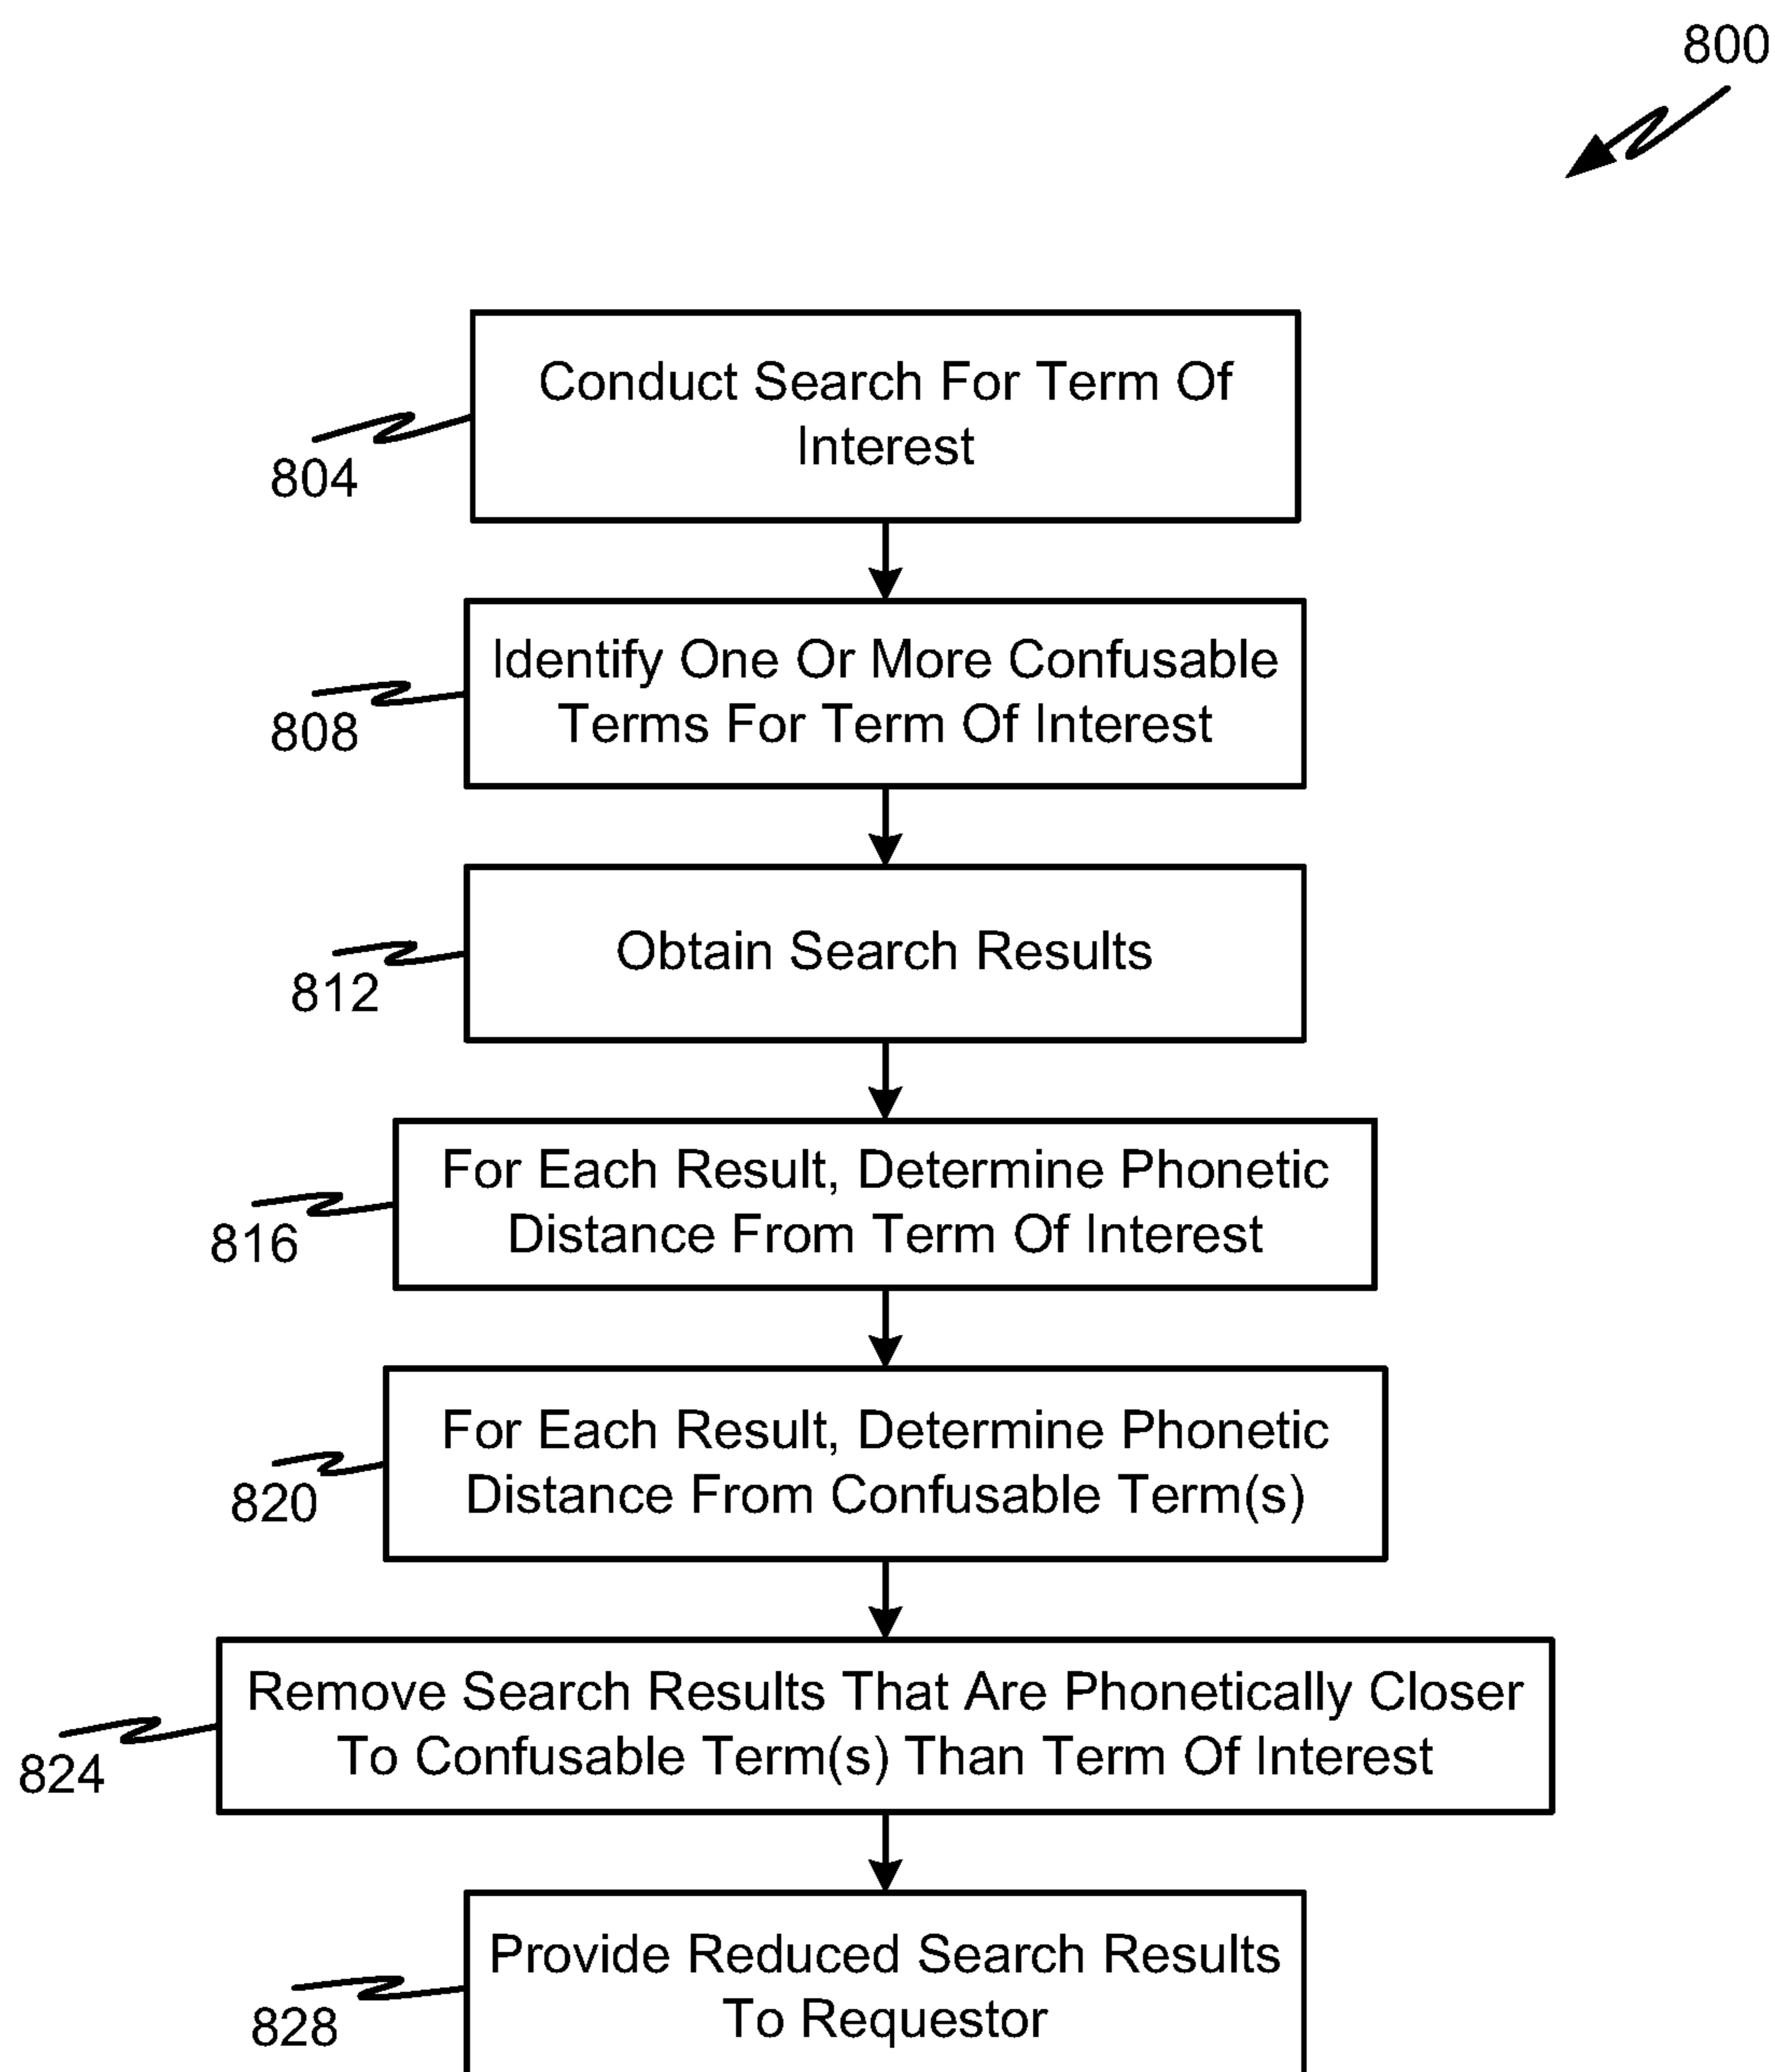 800
Conduct Search For Term Of
Interest
804
Identify One Or More Confusable
Terms For Term Of Interest
808
Obtain Search Results
812
For Each Result, Determine Phonetic
Distance From Term Of Interest
816
For Each Result, Determine Phonetic
Distance From Confusable Term(s)
820
Remove Search Results That Are Phonetically Closer
To Confusable Term(s) Than Term Of Interest
824
Provide Reduced Search Results
To Requestor
828